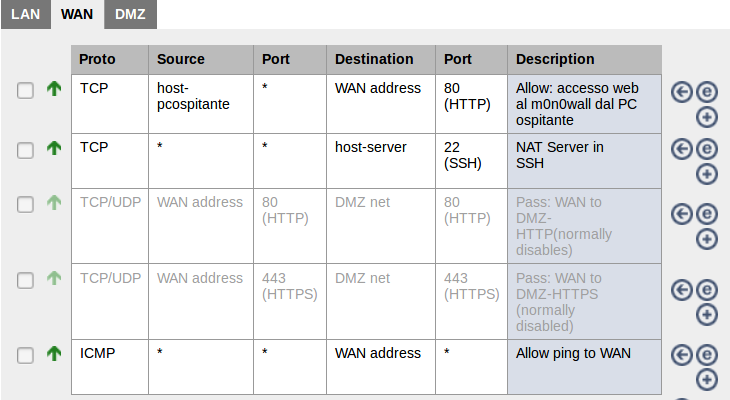 LAN WAN DMZ
Proto Source Port Destination Port Description
TCP host- * WAN address 80 Allow: accesso web
pcospitante (HTTP) al m0n0wall dal PC
ospitante
TCP * * host-server 22 NAT Server in
(SSH) SSH
TCP/UDP WAN address 80 DMZ net 80 Pass: WAN to
(HTTP) (HTTP) DMZ-
HTTP(normally
disables)
TCP/UDP WAN address 443 DMZ net 443 Pass: WAN to
(HTTPS) (HTTPS) DMZ-HTTPS
(normally
disabled)
ICMP * * WAN address * Allow ping to WAN